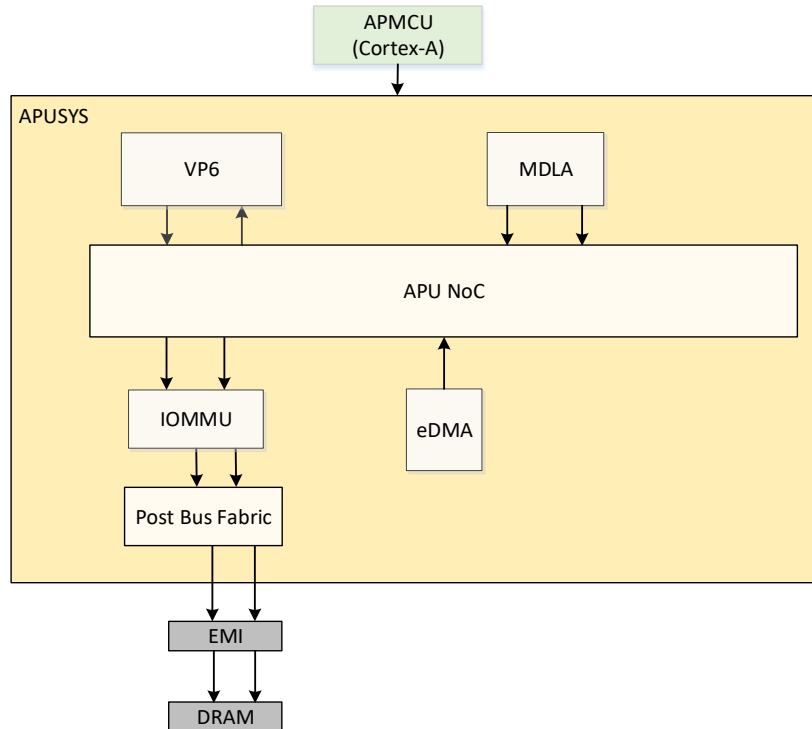 APMCU
(Cortex-A)
APUSYS
VP6
MDLA
APU NoC
IOMMU
eDMA
Post Bus Fabric
EMI
DRAM